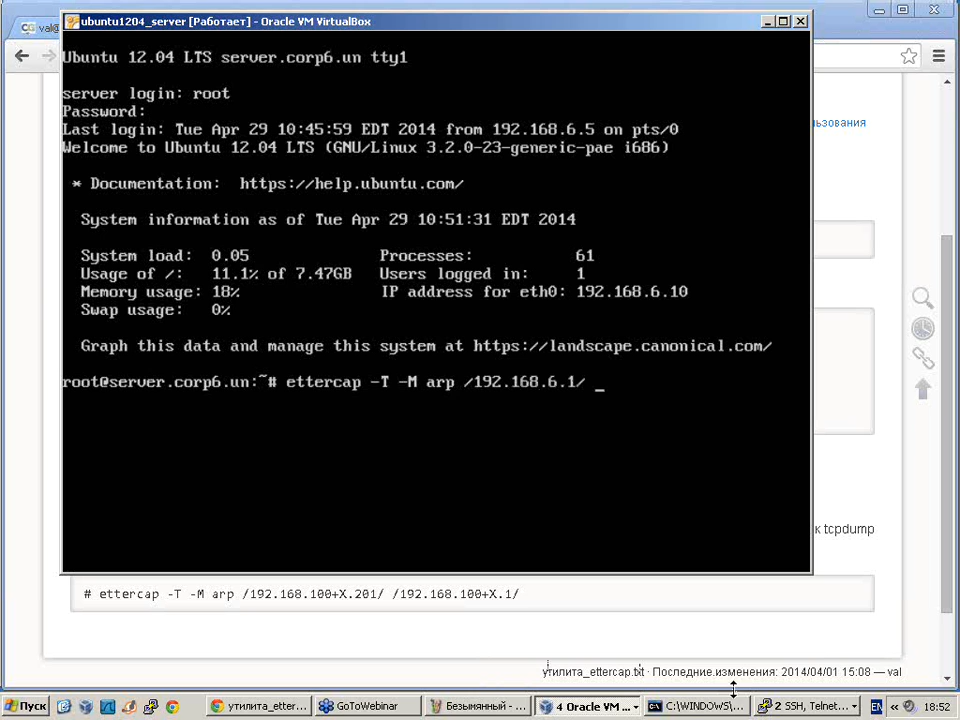 ubuntu1204_server [Работает] - Oracle VM VirtualBox
val@
Ubuntu 12.04 LTS server.corp6.un tty1
server login: root
Password:
Last login: Tue Apr 29 10:45:59 EDT 2014 from 192.168.6.5 on pts/0
Welcome to Ubuntu 12.04 LTS (GNU/Linux 3.2.0-23-generic-pae i686)
* Documentation: https://help.ubuntu.com/
System information as of Tue Apr 29 10:51:31 EDT 2014
System load: 0.05 Processes: 61
Usage of /: 11.1% of 7.47GB Users logged in: 1
Memory usage: 18% IP address for eth0: 192.168.6.10
Swap usage: 0%
Graph this data and manage this system at https://landscape.canonical.com/
root@server.corp6.un:~# ettercap -T -M arp /192.168.6.1/ _
к tcpdump
# ettercap -T -M arp /192.168.100+X.201/ /192.168.100+X.1/
утилита_ettercap.txt · Последние изменения: 2014/04/01 15:08 — val
Пуск
утилита_etter...
GoToWebinar
Безымянный - ...
4 Oracle VM ...
C:\WINDOWS\...
2 SSH, Telnet...
EN
18:52